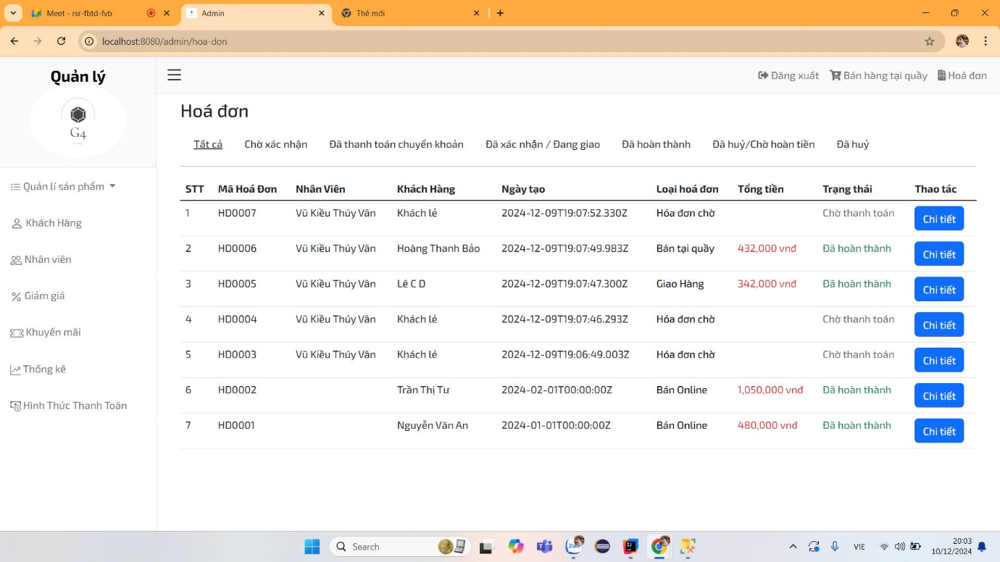 Meet - rsr-fbtd-fvb
Admin
Thẻ mới
localhost:8080/admin/hoa-don
Quản lý
G4
Đăng xuất
Bán hàng tại quầy
Hoá đơn
Hoá đơn
Tất cả
Chờ xác nhận
Đã thanh toán chuyển khoản
Đã xác nhận / Đang giao
Đã hoàn thành
Đã huỷ/Chờ hoàn tiền
Đã huỷ
Quản lí sản phẩm
Khách Hàng
Nhân viên
Giảm giá
Khuyến mãi
Thống kê
Hình Thức Thanh Toán
STT Mã Hoá Đơn Nhân Viên Khách Hàng Ngày tạo Loại hoá đơn Tổng tiền Trạng thái Thao tác
1 HD0007 Vũ Kiều Thúy Vân Khách lẻ 2024-12-09T19:07:52.330Z Hóa đơn chờ Chờ thanh toán Chi tiết
2 HD0006 Vũ Kiều Thúy Vân Hoàng Thanh Bảo 2024-12-09T19:07:49.983Z Bán tại quầy 432,000 vnđ Đã hoàn thành Chi tiết
3 HD0005 Vũ Kiều Thúy Vân Lê C D 2024-12-09T19:07:47.300Z Giao Hàng 342,000 vnđ Đã hoàn thành Chi tiết
4 HD0004 Vũ Kiều Thúy Vân Khách lẻ 2024-12-09T19:07:46.293Z Hóa đơn chờ Chờ thanh toán Chi tiết
5 HD0003 Vũ Kiều Thúy Vân Khách lẻ 2024-12-09T19:06:49.003Z Hóa đơn chờ Chờ thanh toán Chi tiết
6 HD0002 Trần Thị Tư 2024-02-01T00:00:00Z Bán Online 1,050,000 vnđ Đã hoàn thành Chi tiết
7 HD0001 Nguyễn Văn An 2024-01-01T00:00:00Z Bán Online 480,000 vnđ Đã hoàn thành Chi tiết
Search
Zalo
VIE
20:03
10/12/2024